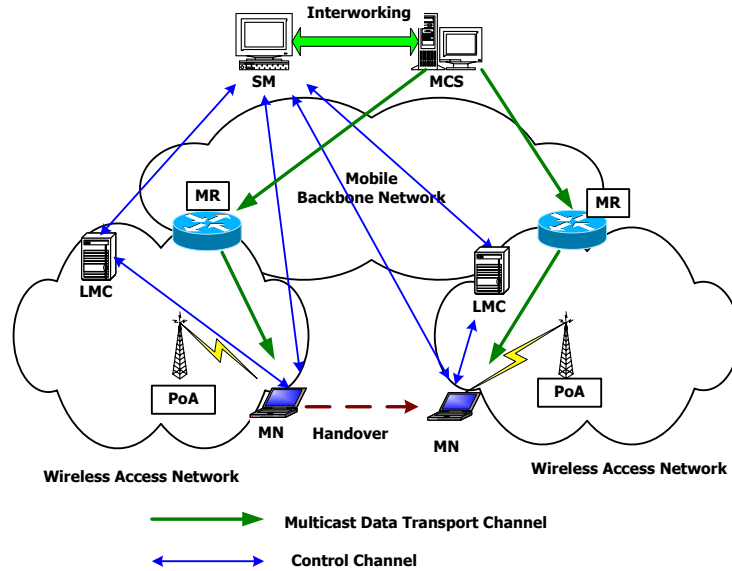 Interworking
SM
MCS
Mobile
Backbone Network
MR
MR
LMC
LMC
PoA
PoA
MN
Handover
MN
Wireless Access Network
Wireless Access Network
Multicast Data Transport Channel
Control Channel